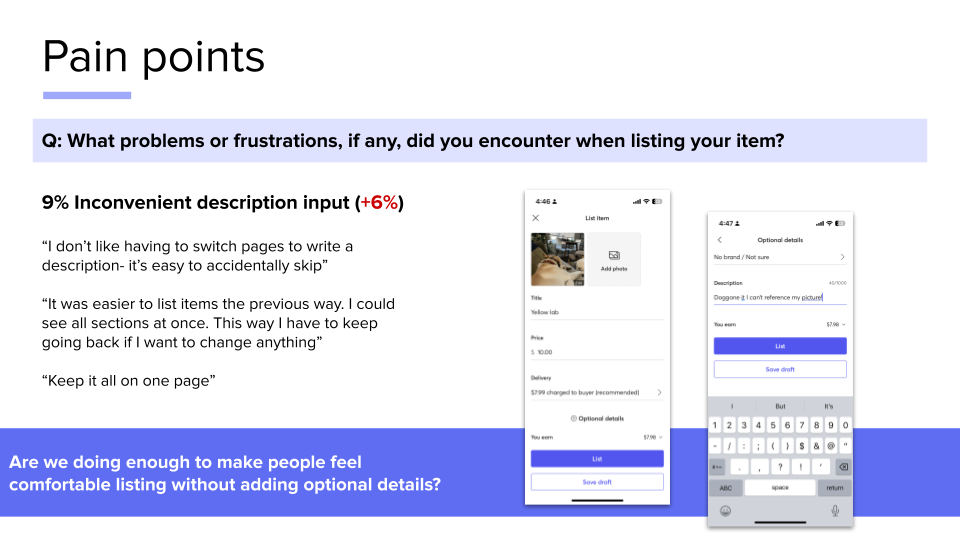 Pain points
Q: What problems or frustrations, if any, did you encounter when listing your item?
9% Inconvenient description input (+6%)
“I don’t like having to switch pages to write a
description- it’s easy to accidentally skip”
“It was easier to list items the previous way. I could
see all sections at once. This way I have to keep
going back if I want to change anything”
“Keep it all on one page”
Are we doing enough to make people feel
comfortable listing without adding optional details?
4:46
List item
Add photo
Title
Yellow lab
Price
$ 10.00
Delivery
$7.99 charged to buyer (recommended)
Optional details
You earn $7.98
List
Save draft
4:47
Optional details
No brand / Not sure
Description 40/1000
Doggone it I can't reference my picture!
You earn $7.98
List
Save draft
I But It's
1 2 3 4 5 6 7 8 9 0
- / : ; ( ) $ & @ "
#+= . , ? ! '
ABC space return